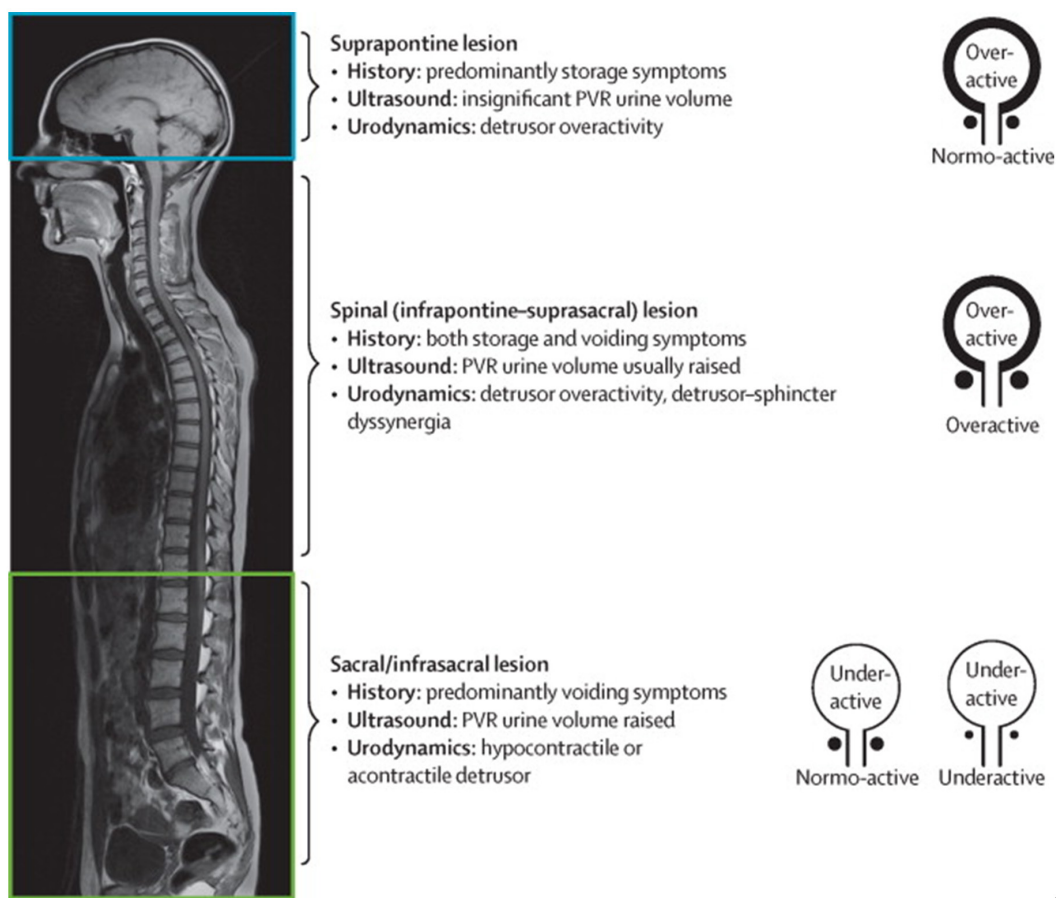 Suprapontine lesion
• History: predominantly storage symptoms
• Ultrasound: insignificant PVR urine volume
• Urodynamics: detrusor overactivity
Over-
active
Normo-active
Spinal (infrapontine–suprasacral) lesion
• History: both storage and voiding symptoms
• Ultrasound: PVR urine volume usually raised
• Urodynamics: detrusor overactivity, detrusor–sphincter
dyssynergia
Over-
active
Overactive
Sacral/infrasacral lesion
• History: predominantly voiding symptoms
• Ultrasound: PVR urine volume raised
• Urodynamics: hypocontractile or
acontractile detrusor
Under-
active
Normo-active
Under-
active
Underactive